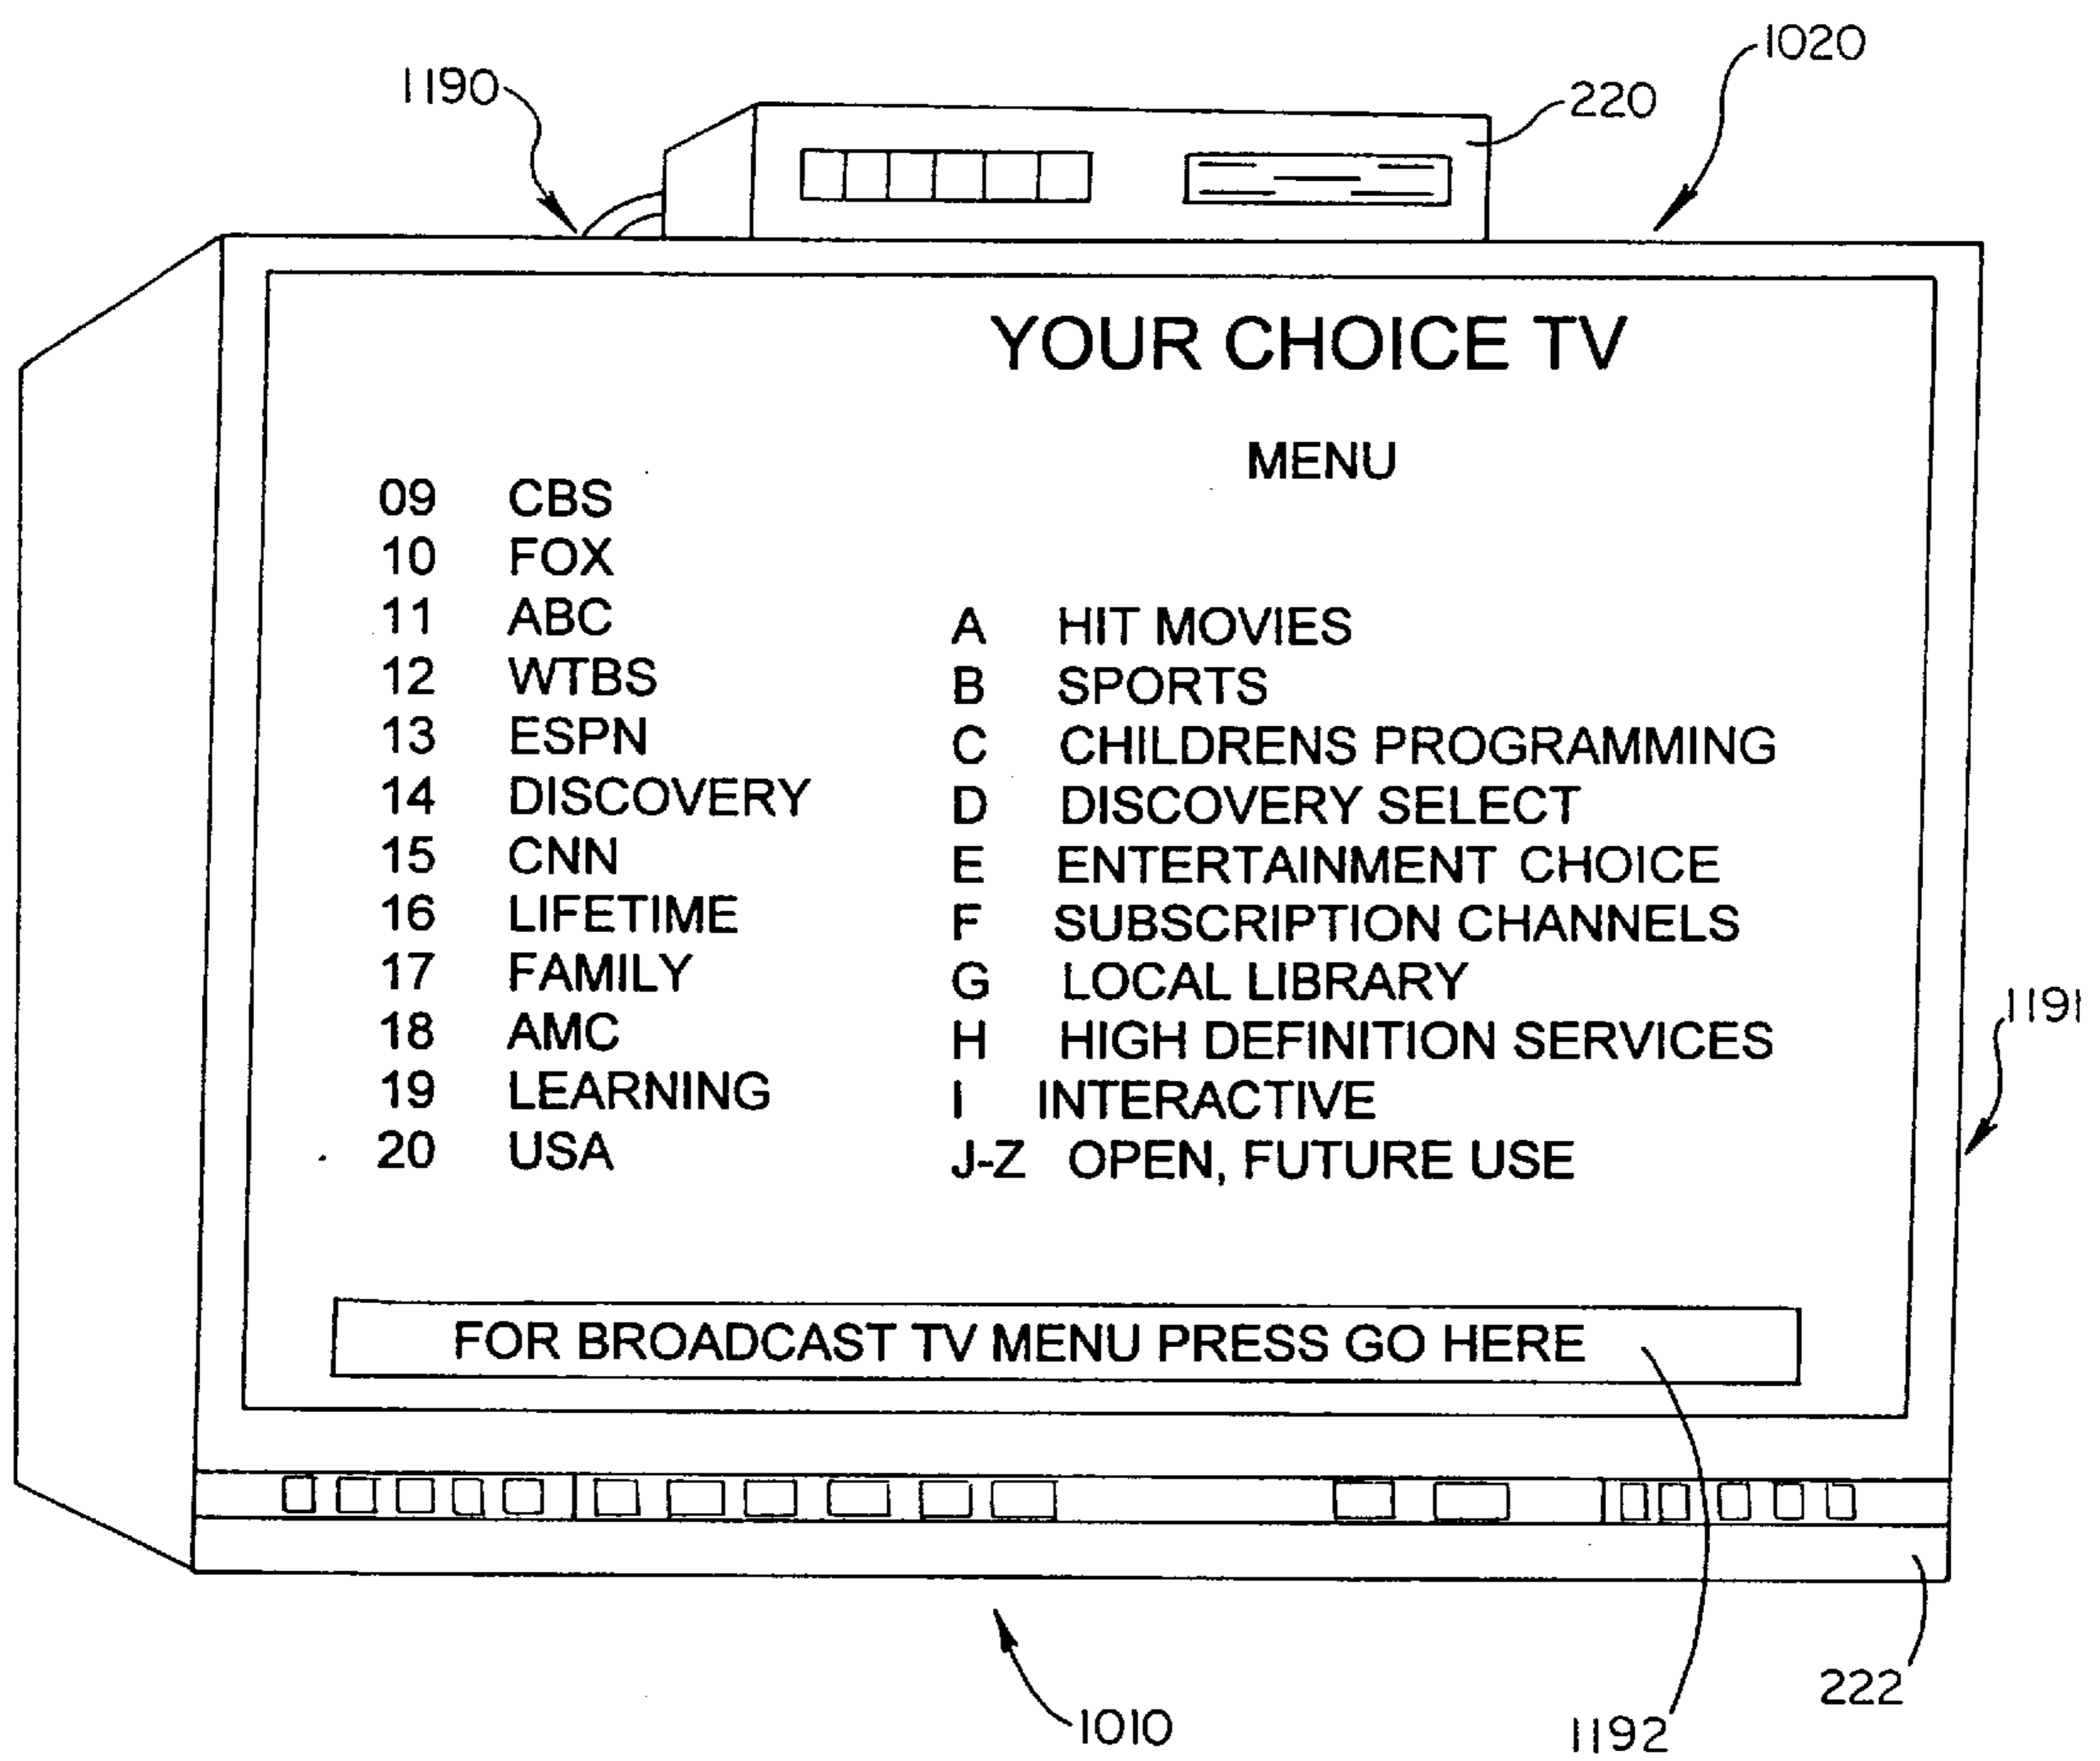 1020
1190
220
YOUR CHOICE TV
MENU
09 CBS
10 FOX
11 ABC
12 WTBS
13 ESPN
14 DISCOVERY
15 CNN
16 LIFETIME
17 FAMILY
18 AMC
19 LEARNING
20 USA
A HIT MOVIES
B SPORTS
C CHILDRENS PROGRAMMING
D DISCOVERY SELECT
E ENTERTAINMENT CHOICE
F SUBSCRIPTION CHANNELS
G LOCAL LIBRARY
H HIGH DEFINITION SERVICES
I INTERACTIVE
J-Z OPEN, FUTURE USE
1191
FOR BROADCAST TV MENU PRESS GO HERE
222
1010
1192